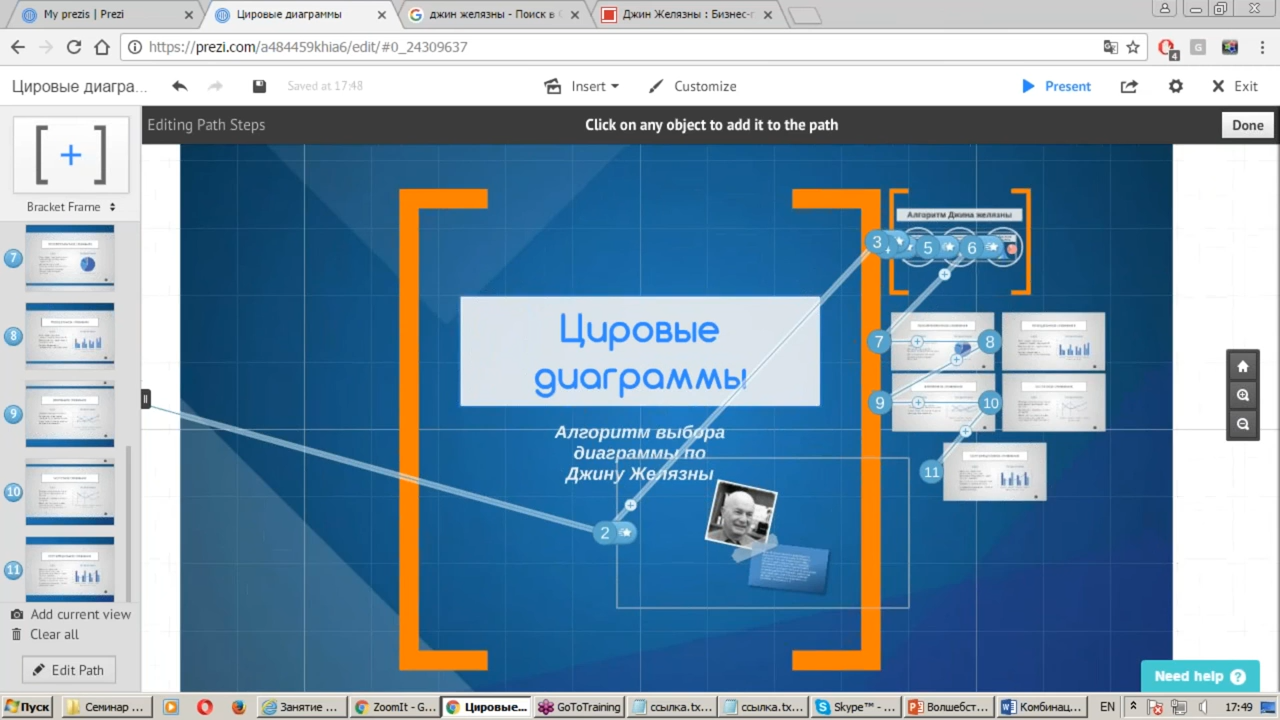 My prezis | Prezi
Цировые диаграммы
джин желязны - Поиск в G
Джин Желязны : Бизнес-г
https://prezi.com/a484459khia6/edit/#0_24309637
4
Цировые диагра...
Saved at 17:48
Insert
Customize
Present
Exit
Editing Path Steps
Click on any object to add it to the path
Done
Bracket Frame
7
8
9
10
11
Add current view
Clear all
Edit Path
Цировые
диаграммы
Алгоритм выбора
диаграммы по
Джину Желязны
2
Алгоритм Джина желязны
3
5
6
7
8
9
10
11
Need help ?
Пуск
Семинар ...
Занятие ...
ZoomIt - G...
Цировые...
GoToTraining
ссылка.tx...
ссылка.tx...
Skype™ -...
Волшебст...
Комбинац...
EN
17:49